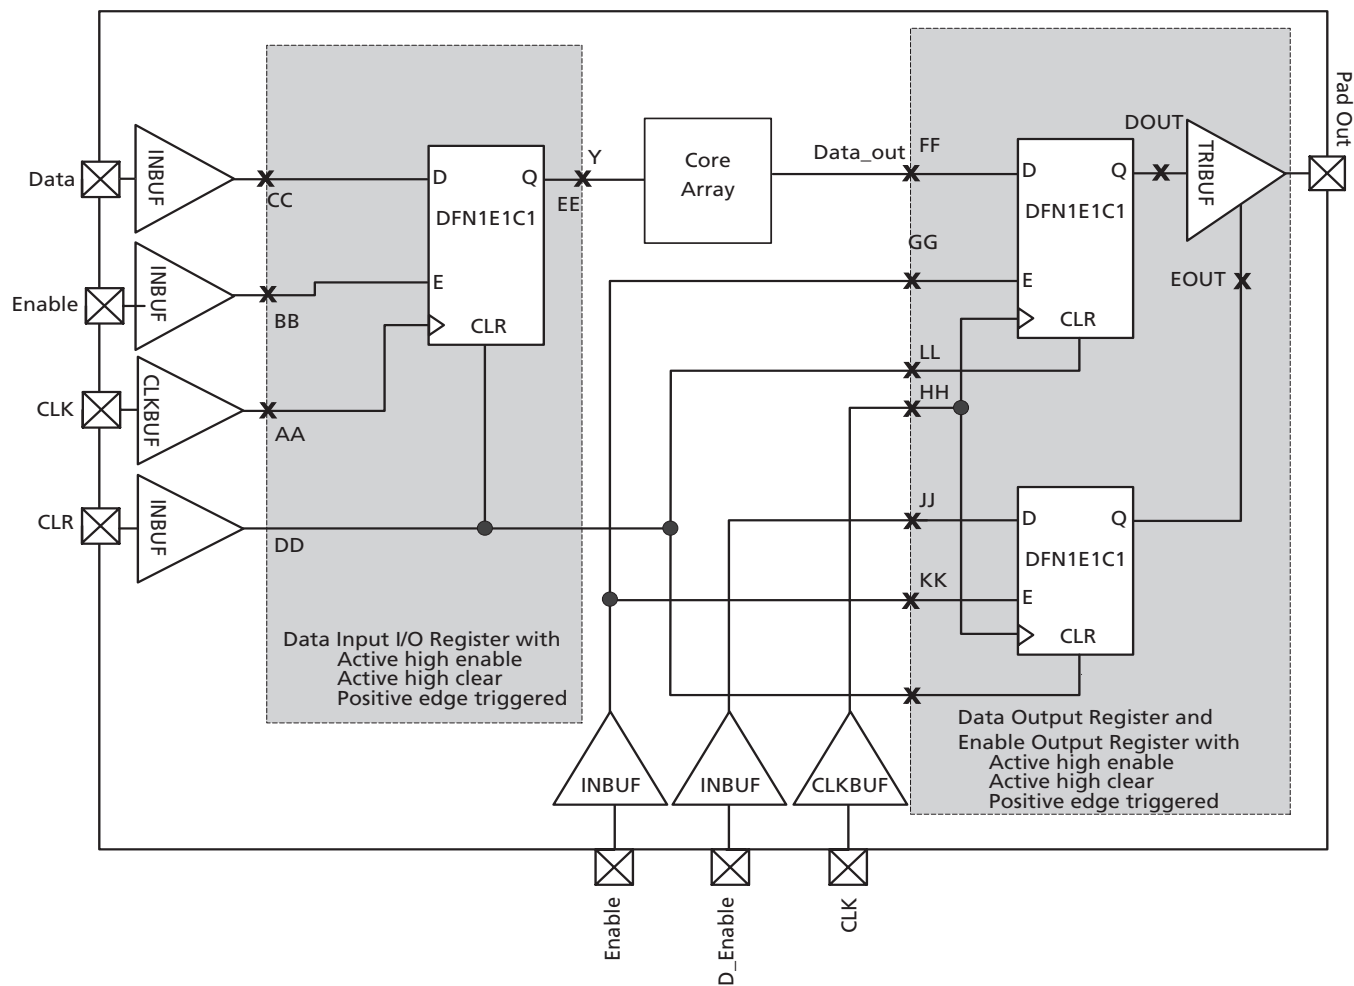 Pad Out
DOUT
TRIBUF
Data
INBUF
CC
D
Q
DFN1E1C1
E
CLR
Y
EE
Core
Array
Data_out
FF
D
Q
DFN1E1C1
E
CLR
GG
EOUT
Enable
INBUF
BB
CLK
CLKBUF
AA
LL
HH
CLR
INBUF
DD
JJ
D
Q
DFN1E1C1
KK
E
CLR
Data Input I/O Register with
Active high enable
Active high clear
Positive edge triggered
Data Output Register and
Enable Output Register with
Active high enable
Active high clear
Positive edge triggered
INBUF
INBUF
CLKBUF
Enable
D_Enable
CLK